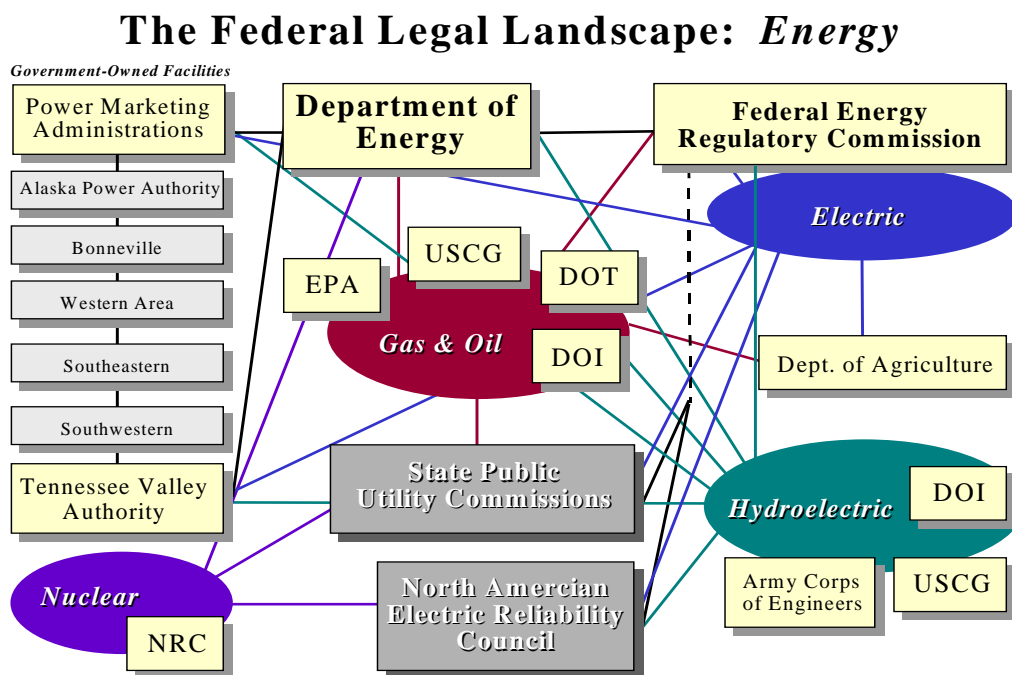 The Federal Legal Landscape: Energy
Government-Owned Facilities
Power Marketing
Administrations
Department of
Energy
Federal Energy
Regulatory Commission
Alaska Power Authority
Bonneville
Western Area
Southeastern
Southwestern
Tennessee Valley
Authority
EPA
USCG
DOT
Gas & Oil
DOI
Electric
Dept. of Agriculture
State Public
Utility Commissions
Hydroelectric
DOI
Army Corps
of Engineers
USCG
Nuclear
NRC
North Amercian
Electric Reliability
Council